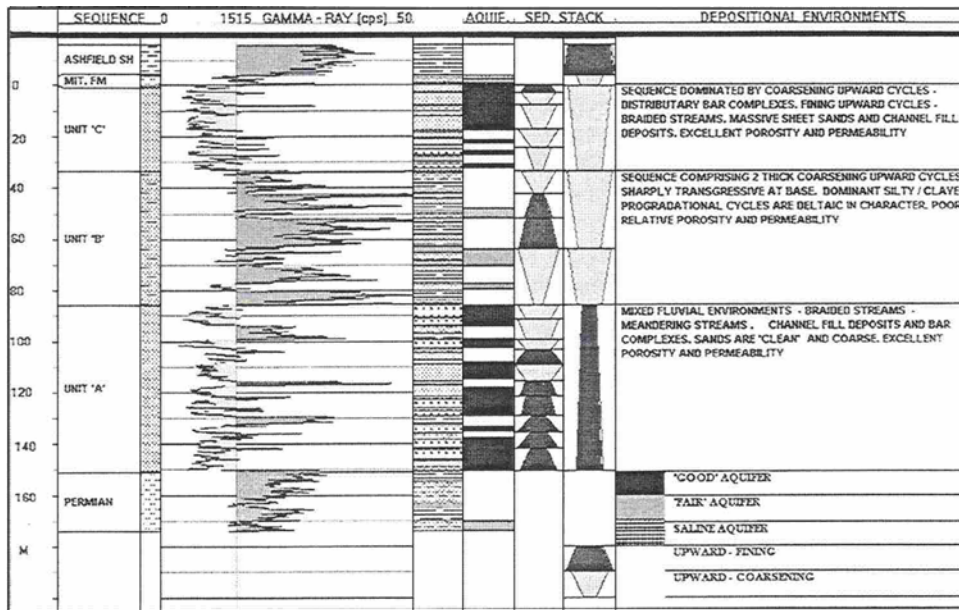 SEQUENCE 0 1515 GAMMA - RAY (cps) 50. AQUIF. SED. STACK DEPOSITIONAL ENVIRONMENTS
ASHFIELD SH
MIT. FM
0
UNIT "C"
20
40
UNIT "B"
60
80
UNIT "A"
100
120
140
PERMIAN
160
M
SEQUENCE DOMINATED BY COARSENING UPWARD CYCLES -
DISTRIBUTARY BAR COMPLEXES. FINING UPWARD CYCLES -
BRAIDED STREAMS. MASSIVE SHEET SANDS AND CHANNEL FILL
DEPOSITS. EXCELLENT POROSITY AND PERMEABILITY
SEQUENCE COMPRISING 2 THICK COARSENING UPWARD CYCLES
SHARPLY TRANSGRESSIVE AT BASE. DOMINANT SILTY / CLAYE
PROGRADATIONAL CYCLES ARE DELTAIC IN CHARACTER. POOR
RELATIVE POROSITY AND PERMEABILITY
MIXED FLUVIAL ENVIRONMENTS - BRAIDED STREAMS -
MEANDERING STREAMS . CHANNEL FILL DEPOSITS AND BAR
COMPLEXES. SANDS ARE "CLEAN" AND COARSE. EXCELLENT
POROSITY AND PERMEABILITY
"GOOD" AQUIFER
"FAIR" AQUIFER
SALINE AQUIFER
UPWARD - FINING
UPWARD - COARSENING